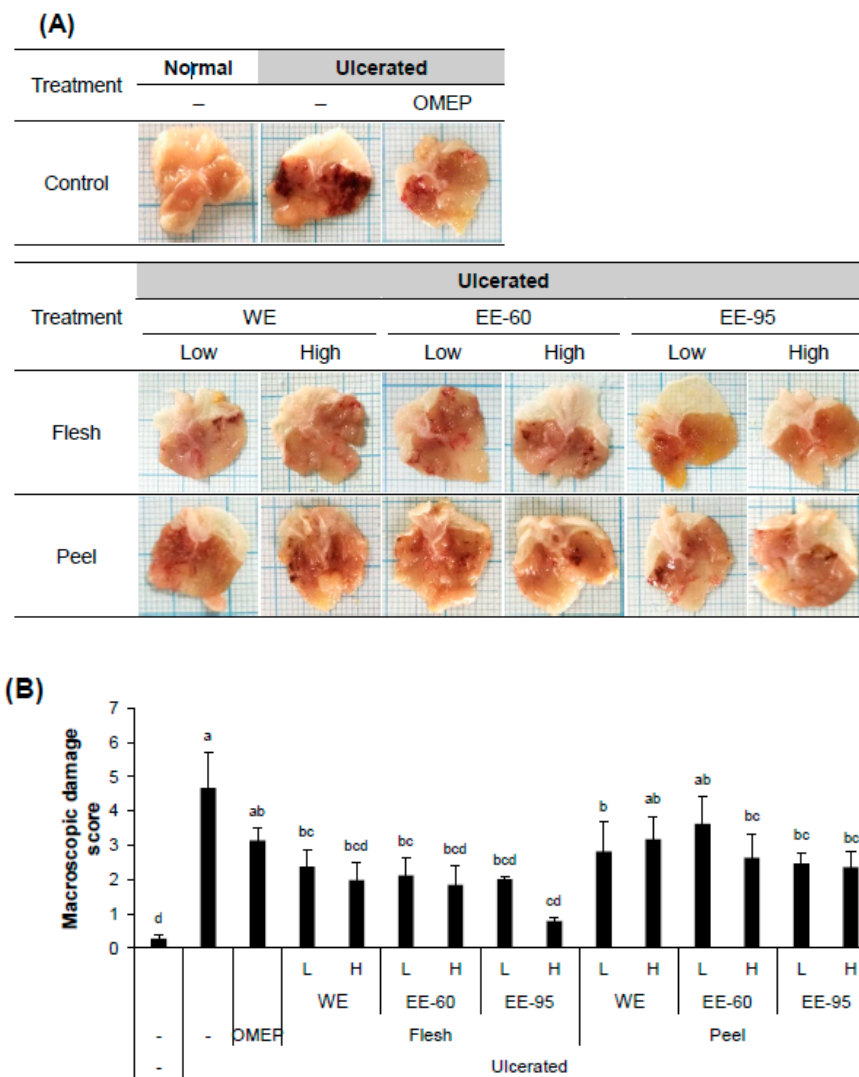 (A)
Treatment Normal Ulcerated
– – OMEP
Control
Treatment Ulcerated
WE EE-60 EE-95
Low High Low High Low High
Flesh
Peel
(B)
Macroscopic damage
score
7
6
5
4
3
2
1
0
d a ab bc bcd bc bcd bcd cd b ab ab bc bc bc
L H L H L H L H L H L H
WE EE-60 EE-95 WE EE-60 EE-95
- - OMEP Flesh Peel
- Ulcerated